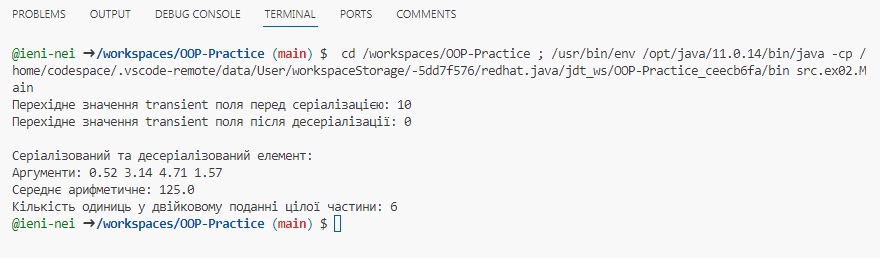 PROBLEMS OUTPUT DEBUG CONSOLE TERMINAL PORTS COMMENTS
@ieni-nei ➜/workspaces/OOP-Practice (main) $  cd /workspaces/OOP-Practice ; /usr/bin/env /opt/java/11.0.14/bin/java -cp /
home/codespace/.vscode-remote/data/User/workspaceStorage/-5dd7f576/redhat.java/jdt_ws/OOP-Practice_ceecb6fa/bin src.ex02.M
ain
Перехідне значення transient поля перед серіалізацією: 10
Перехідне значення transient поля після десеріалізації: 0
Серіалізований та десеріалізований елемент:
Аргументи: 0.52 3.14 4.71 1.57
Середнє арифметичне: 125.0
Кількість одиниць у двійковому поданні цілої частини: 6
@ieni-nei ➜/workspaces/OOP-Practice (main) $